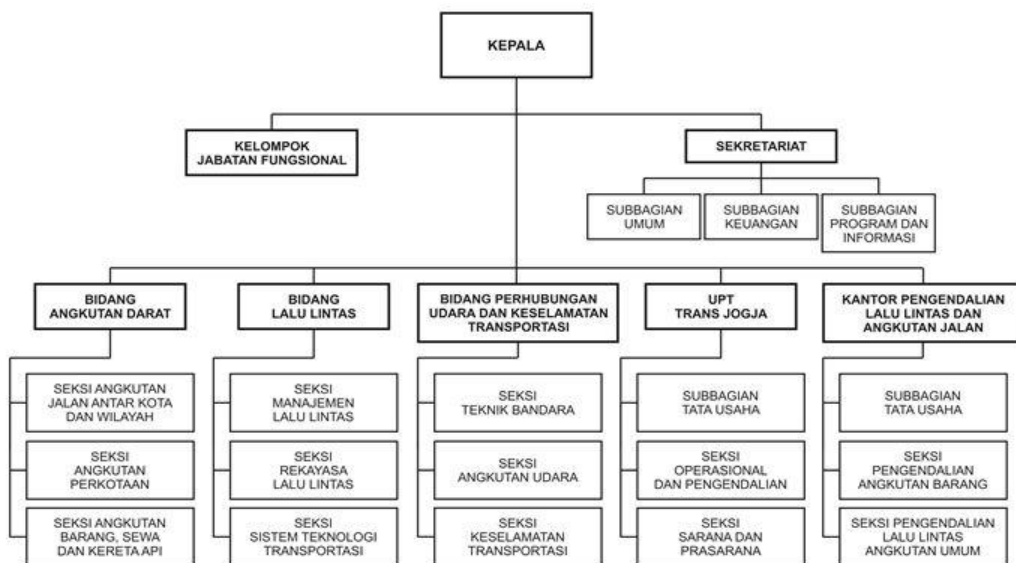 KEPALA
KELOMPOK
JABATAN FUNGSIONAL
SEKRETARIAT
SUBBAGIAN
UMUM
SUBBAGIAN
KEUANGAN
SUBBAGIAN
PROGRAM DAN
INFORMASI
BIDANG
ANGKUTAN DARAT
BIDANG
LALU LINTAS
BIDANG PERHUBUNGAN
UDARA DAN KESELAMATAN
TRANSPORTASI
UPT
TRANS JOGJA
KANTOR PENGENDALIAN
LALU LINTAS DAN
ANGKUTAN JALAN
SEKSI ANGKUTAN
JALAN ANTAR KOTA
DAN WILAYAH
SEKSI
MANAJEMEN
LALU LINTAS
SEKSI
TEKNIK BANDARA
SUBBAGIAN
TATA USAHA
SUBBAGIAN
TATA USAHA
SEKSI
ANGKUTAN
PERKOTAAN
SEKSI
REKAYASA
LALU LINTAS
SEKSI
ANGKUTAN UDARA
SEKSI
OPERASIONAL
DAN PENGENDALIAN
SEKSI
PENGENDALIAN
ANGKUTAN BARANG
SEKSI ANGKUTAN
BARANG, SEWA
DAN KERETA API
SEKSI
SISTEM TEKNOLOGI
TRANSPORTASI
SEKSI
KESELAMATAN
TRANSPORTASI
SEKSI
SARANA DAN
PRASARANA
SEKSI PENGENDALIAN
LALU LINTAS
ANGKUTAN UMUM